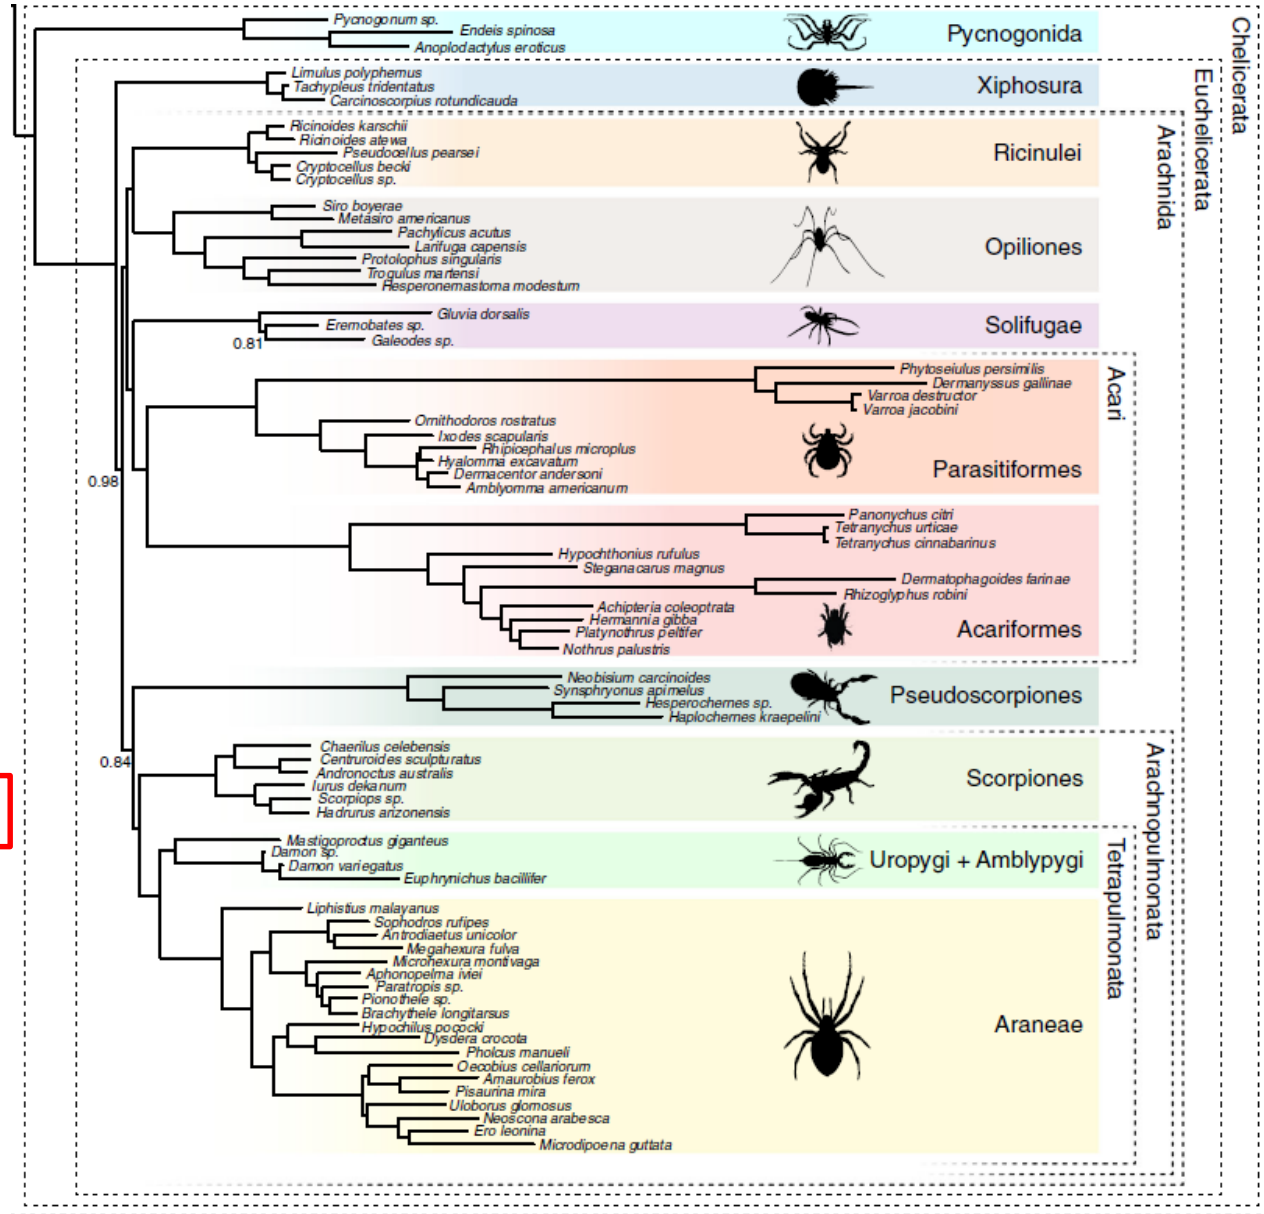 Pycnogonum sp.
Endeis spinosa
Anoplodactylus eroticus
Pycnogonida
Chelicerata
Limulus polyphemus
Tachypleus tridentatus
Carcinoscorpius rotundicauda
Xiphosura
Euchelicerata
Ricinoides karschii
Ricinoides atewa
Pseudocellus pearsei
Cryptocellus becki
Cryptocellus sp.
Ricinulei
Arachnida
Siro boyerae
Metasiro americanus
Pachylicus acutus
Larifuga capensis
Protolophus singularis
Trogulus martensi
Hesperonemastoma modestum
Opiliones
Gluvia dorsalis
Eremobates sp.
Galeodes sp.
0.81
Solifugae
Acari
Phytoseiulus persimilis
Dermanyssus gallinae
Varroa destructor
Varroa jacobini
Ornithodoros rostratus
Ixodes scapularis
Rhipicephalus microplus
Hyalomma excavatum
Dermacentor andersoni
Amblyomma americanum
Parasitiformes
0.98
Panonychus citri
Tetranychus urticae
Tetranychus cinnabarinus
Hypochthonius rufulus
Steganacarus magnus
Dermatophagoides farinae
Rhizoglyphus robini
Achipteria coleoptrata
Hermannia gibba
Platynothrus peltifer
Nothrus palustris
Acariformes
Neobisium carcinoides
Synsphryonus apimelus
Hesperochernes sp.
Haplochernes kraepelini
Pseudoscorpiones
0.84
Chaerilus celebensis
Centruroides sculpturatus
Andronoctus australis
Iurus dekanum
Scorpiops sp.
Hadrurus arizonensis
Scorpiones
Arachnopulmonata
Mastigoproctus giganteus
Damon sp.
Damon variegatus
Euphrynichus bacillifer
Uropygi + Amblypygi
Tetrapulmonata
Liphistius malayanus
Sophodros rufipes
Antrodiaetus unicolor
Megahexura fulva
Microhexura montivaga
Aphonopelma iviei
Paratropis sp.
Pionothele sp.
Brachythele longitarsus
Hypochilus pococki
Dysdera crocota
Pholcus manueli
Oecobius cellariorum
Amaurobius ferox
Pisaurina mira
Uloborus glomosus
Neoscona arabesca
Ero leonina
Microdipoena guttata
Araneae